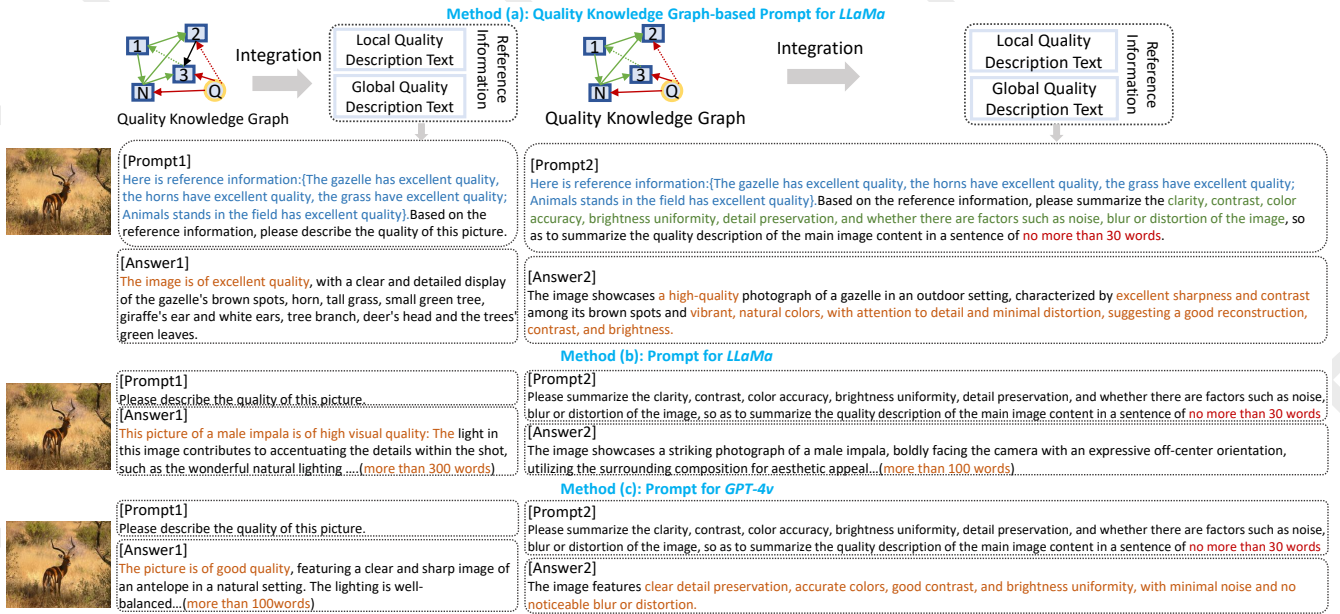 Method (a): Quality Knowledge Graph-based Prompt for LLaMa
1
2
3
N
Q
Quality Knowledge Graph
Integration
Local Quality
Description Text
Global Quality
Description Text
Reference
Information
1
2
3
N
Q
Quality Knowledge Graph
Integration
Local Quality
Description Text
Global Quality
Description Text
Reference
Information
[Prompt1]
Here is reference information:{The gazelle has excellent quality,
the horns have excellent quality, the grass have excellent quality;
Animals stands in the field has excellent quality}.Based on the
reference information, please describe the quality of this picture.
[Prompt2]
Here is reference information:{The gazelle has excellent quality, the horns have excellent quality, the grass have excellent quality;
Animals stands in the field has excellent quality}.Based on the reference information, please summarize the clarity, contrast, color
accuracy, brightness uniformity, detail preservation, and whether there are factors such as noise, blur or distortion of the image, so
as to summarize the quality description of the main image content in a sentence of no more than 30 words.
[Answer1]
The image is of excellent quality, with a clear and detailed display
of the gazelle's brown spots, horn, tall grass, small green tree,
giraffe's ear and white ears, tree branch, deer's head and the trees'
green leaves.
[Answer2]
The image showcases a high-quality photograph of a gazelle in an outdoor setting, characterized by excellent sharpness and contrast
among its brown spots and vibrant, natural colors, with attention to detail and minimal distortion, suggesting a good reconstruction,
contrast, and brightness.
Method (b): Prompt for LLaMa
[Prompt1]
Please describe the quality of this picture.
[Answer1]
This picture of a male impala is of high visual quality: The light in
this image contributes to accentuating the details within the shot,
such as the wonderful natural lighting ....(more than 300 words)
[Prompt2]
Please summarize the clarity, contrast, color accuracy, brightness uniformity, detail preservation, and whether there are factors such as noise,
blur or distortion of the image, so as to summarize the quality description of the main image content in a sentence of no more than 30 words
[Answer2]
The image showcases a striking photograph of a male impala, boldly facing the camera with an expressive off-center orientation,
utilizing the surrounding composition for aesthetic appeal...(more than 100 words)
Method (c): Prompt for GPT-4v
[Prompt1]
Please describe the quality of this picture.
[Answer1]
The picture is of good quality, featuring a clear and sharp image of
an antelope in a natural setting. The lighting is well-
balanced...(more than 100words)
[Prompt2]
Please summarize the clarity, contrast, color accuracy, brightness uniformity, detail preservation, and whether there are factors such as noise,
blur or distortion of the image, so as to summarize the quality description of the main image content in a sentence of no more than 30 words
[Answer2]
The image features clear detail preservation, accurate colors, good contrast, and brightness uniformity, with minimal noise and no
noticeable blur or distortion.